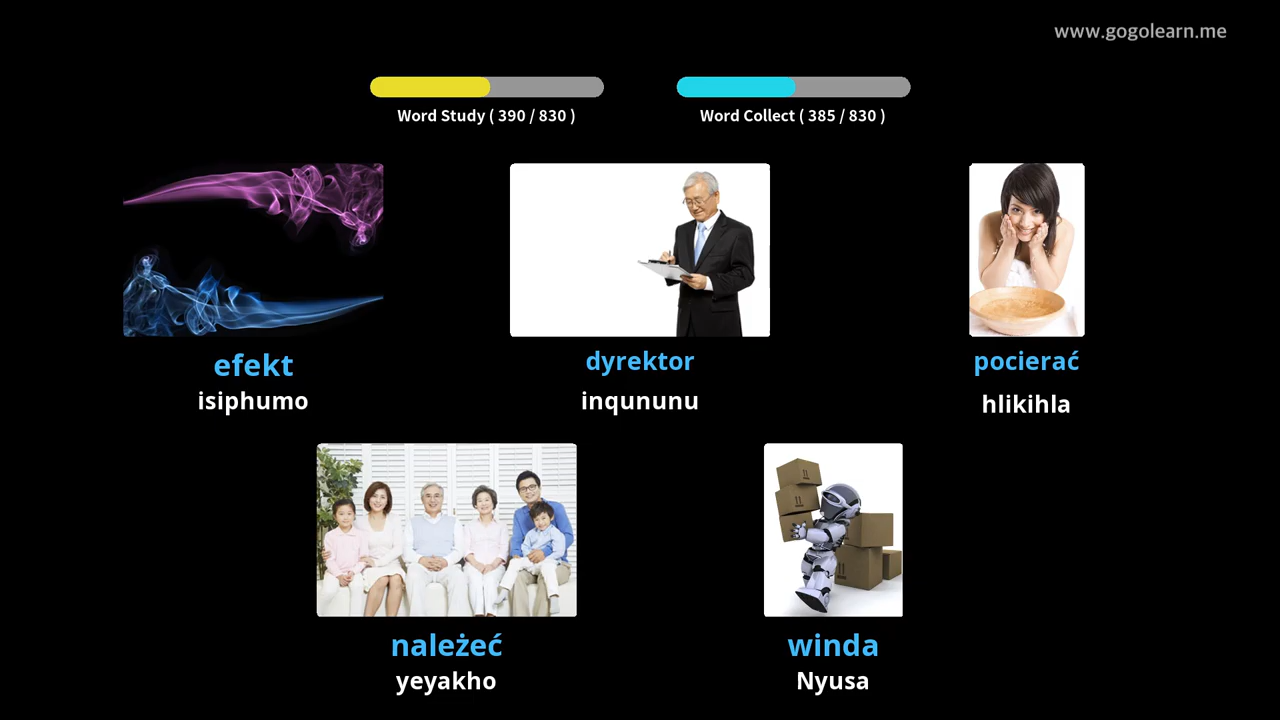 www.gogolearn.me
Word Study ( 390 / 830 )
Word Collect ( 385 / 830 )
efekt
isiphumo
dyrektor
inqununu
pocierać
hlikihla
należeć
yeyakho
winda
Nyusa